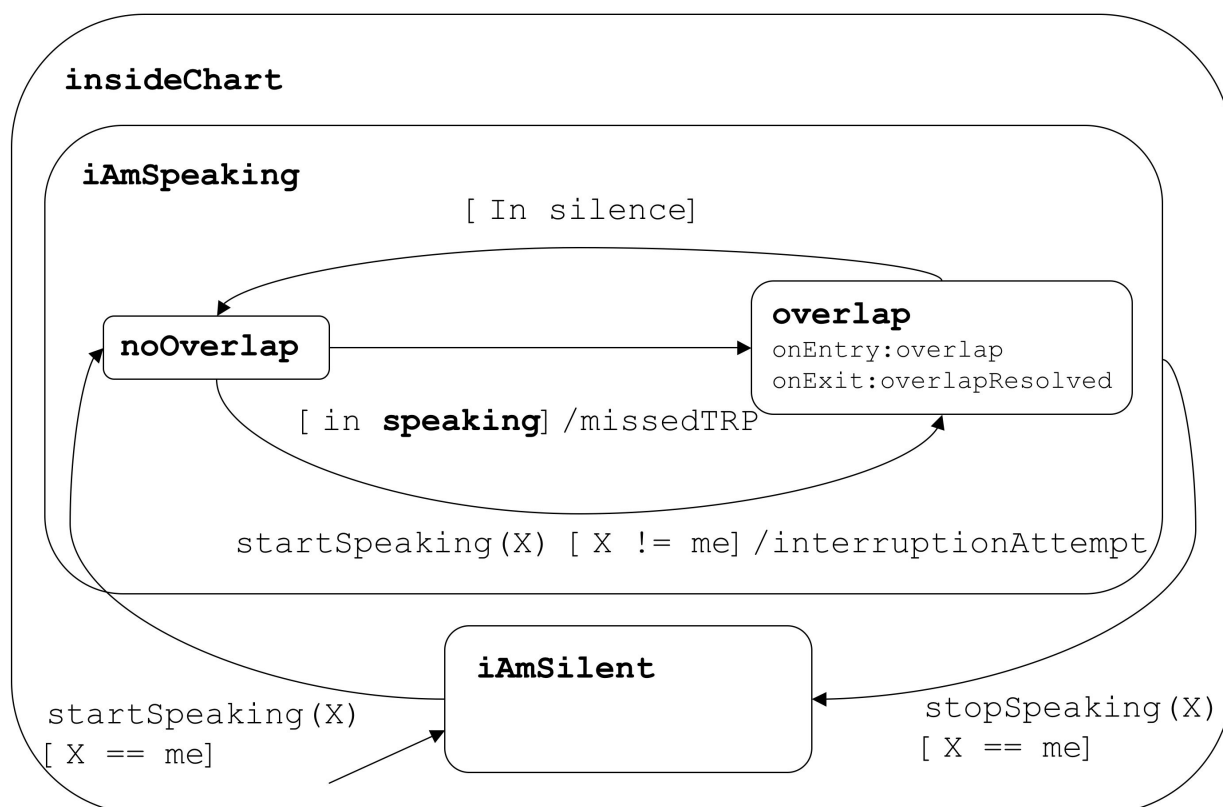 insideChart
iAmSpeaking
[ In silence]
noOverlap
overlap
onEntry:overlap
onExit:overlapResolved
[ in speaking] /missedTRP
startSpeaking(X) [ X != me] /interruptionAttempt
iAmSilent
startSpeaking(X)
[ X == me]
stopSpeaking(X)
[ X == me]